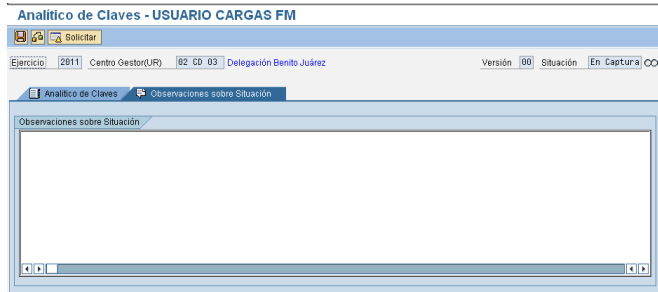 Analítico de Claves - USUARIO CARGAS FM
Solicitar
Ejercicio 2011 Centro Gestor(UR) 02 CD 03 Delegación Benito Juárez Versión 00 Situación En Captura
Analítico de Claves Observaciones sobre Situación
Observaciones sobre Situación